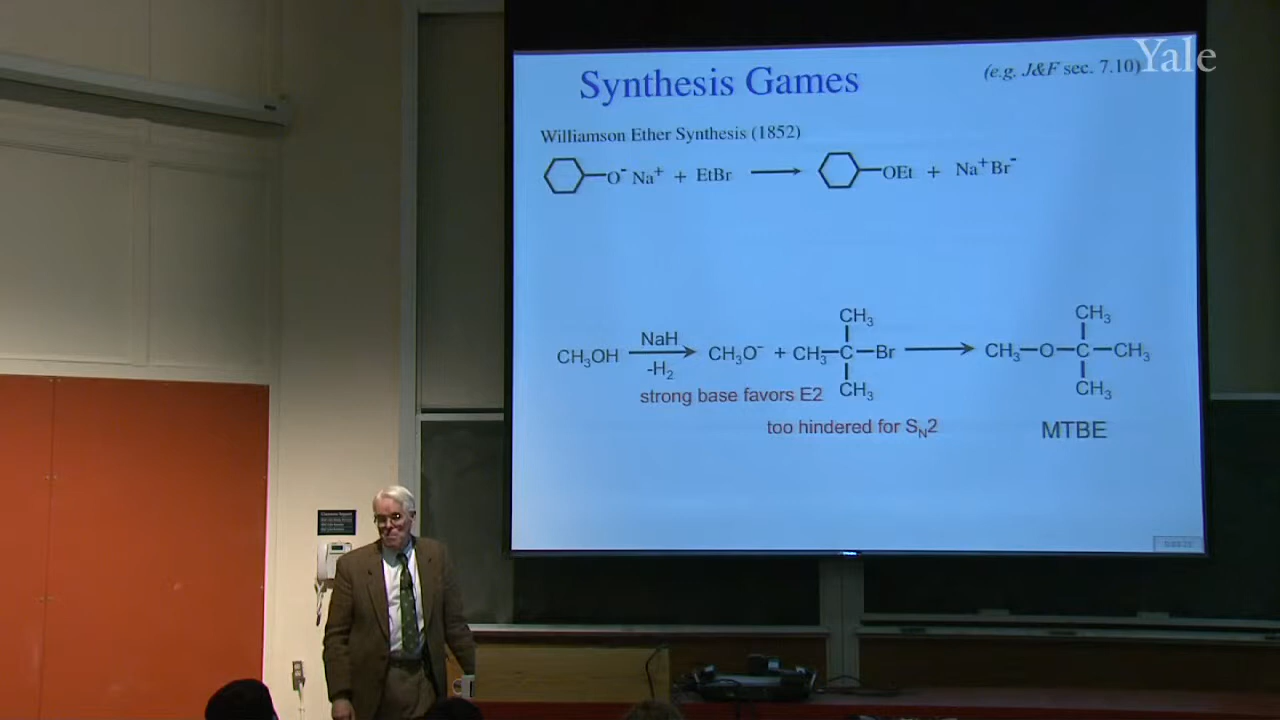 Yale
Synthesis Games
(e.g. J&F sec. 7.10)
Williamson Ether Synthesis (1852)
O⁻ Na⁺ + EtBr ⟶ OEt + Na⁺Br⁻
CH₃OH NaH -H₂ ⟶ CH₃O⁻ + CH₃—C—Br ⟶ CH₃—O—C—CH₃
CH₃ CH₃
CH₃ CH₃
strong base favors E2
too hindered for Sɴ2
MTBE